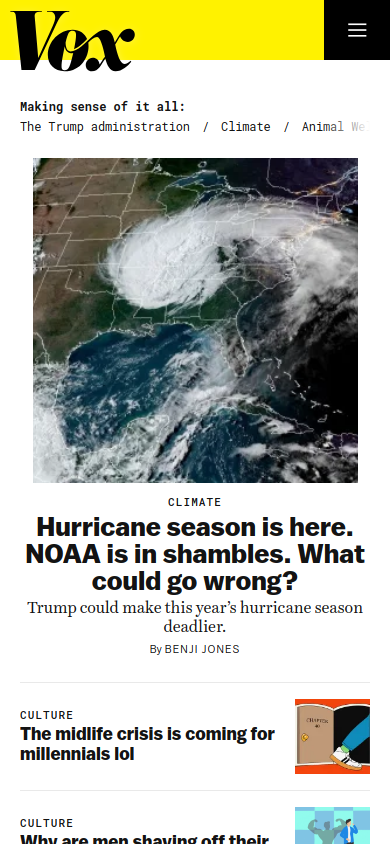 Vox
Making sense of it all:
The Trump administration / Climate / Animal We
CLIMATE
Hurricane season is here.
NOAA is in shambles. What
could go wrong?
Trump could make this year's hurricane season
deadlier.
By BENJI JONES
CULTURE
The midlife crisis is coming for
millennials lol
CHAPTER
40
CULTURE
Why are men shaving off their